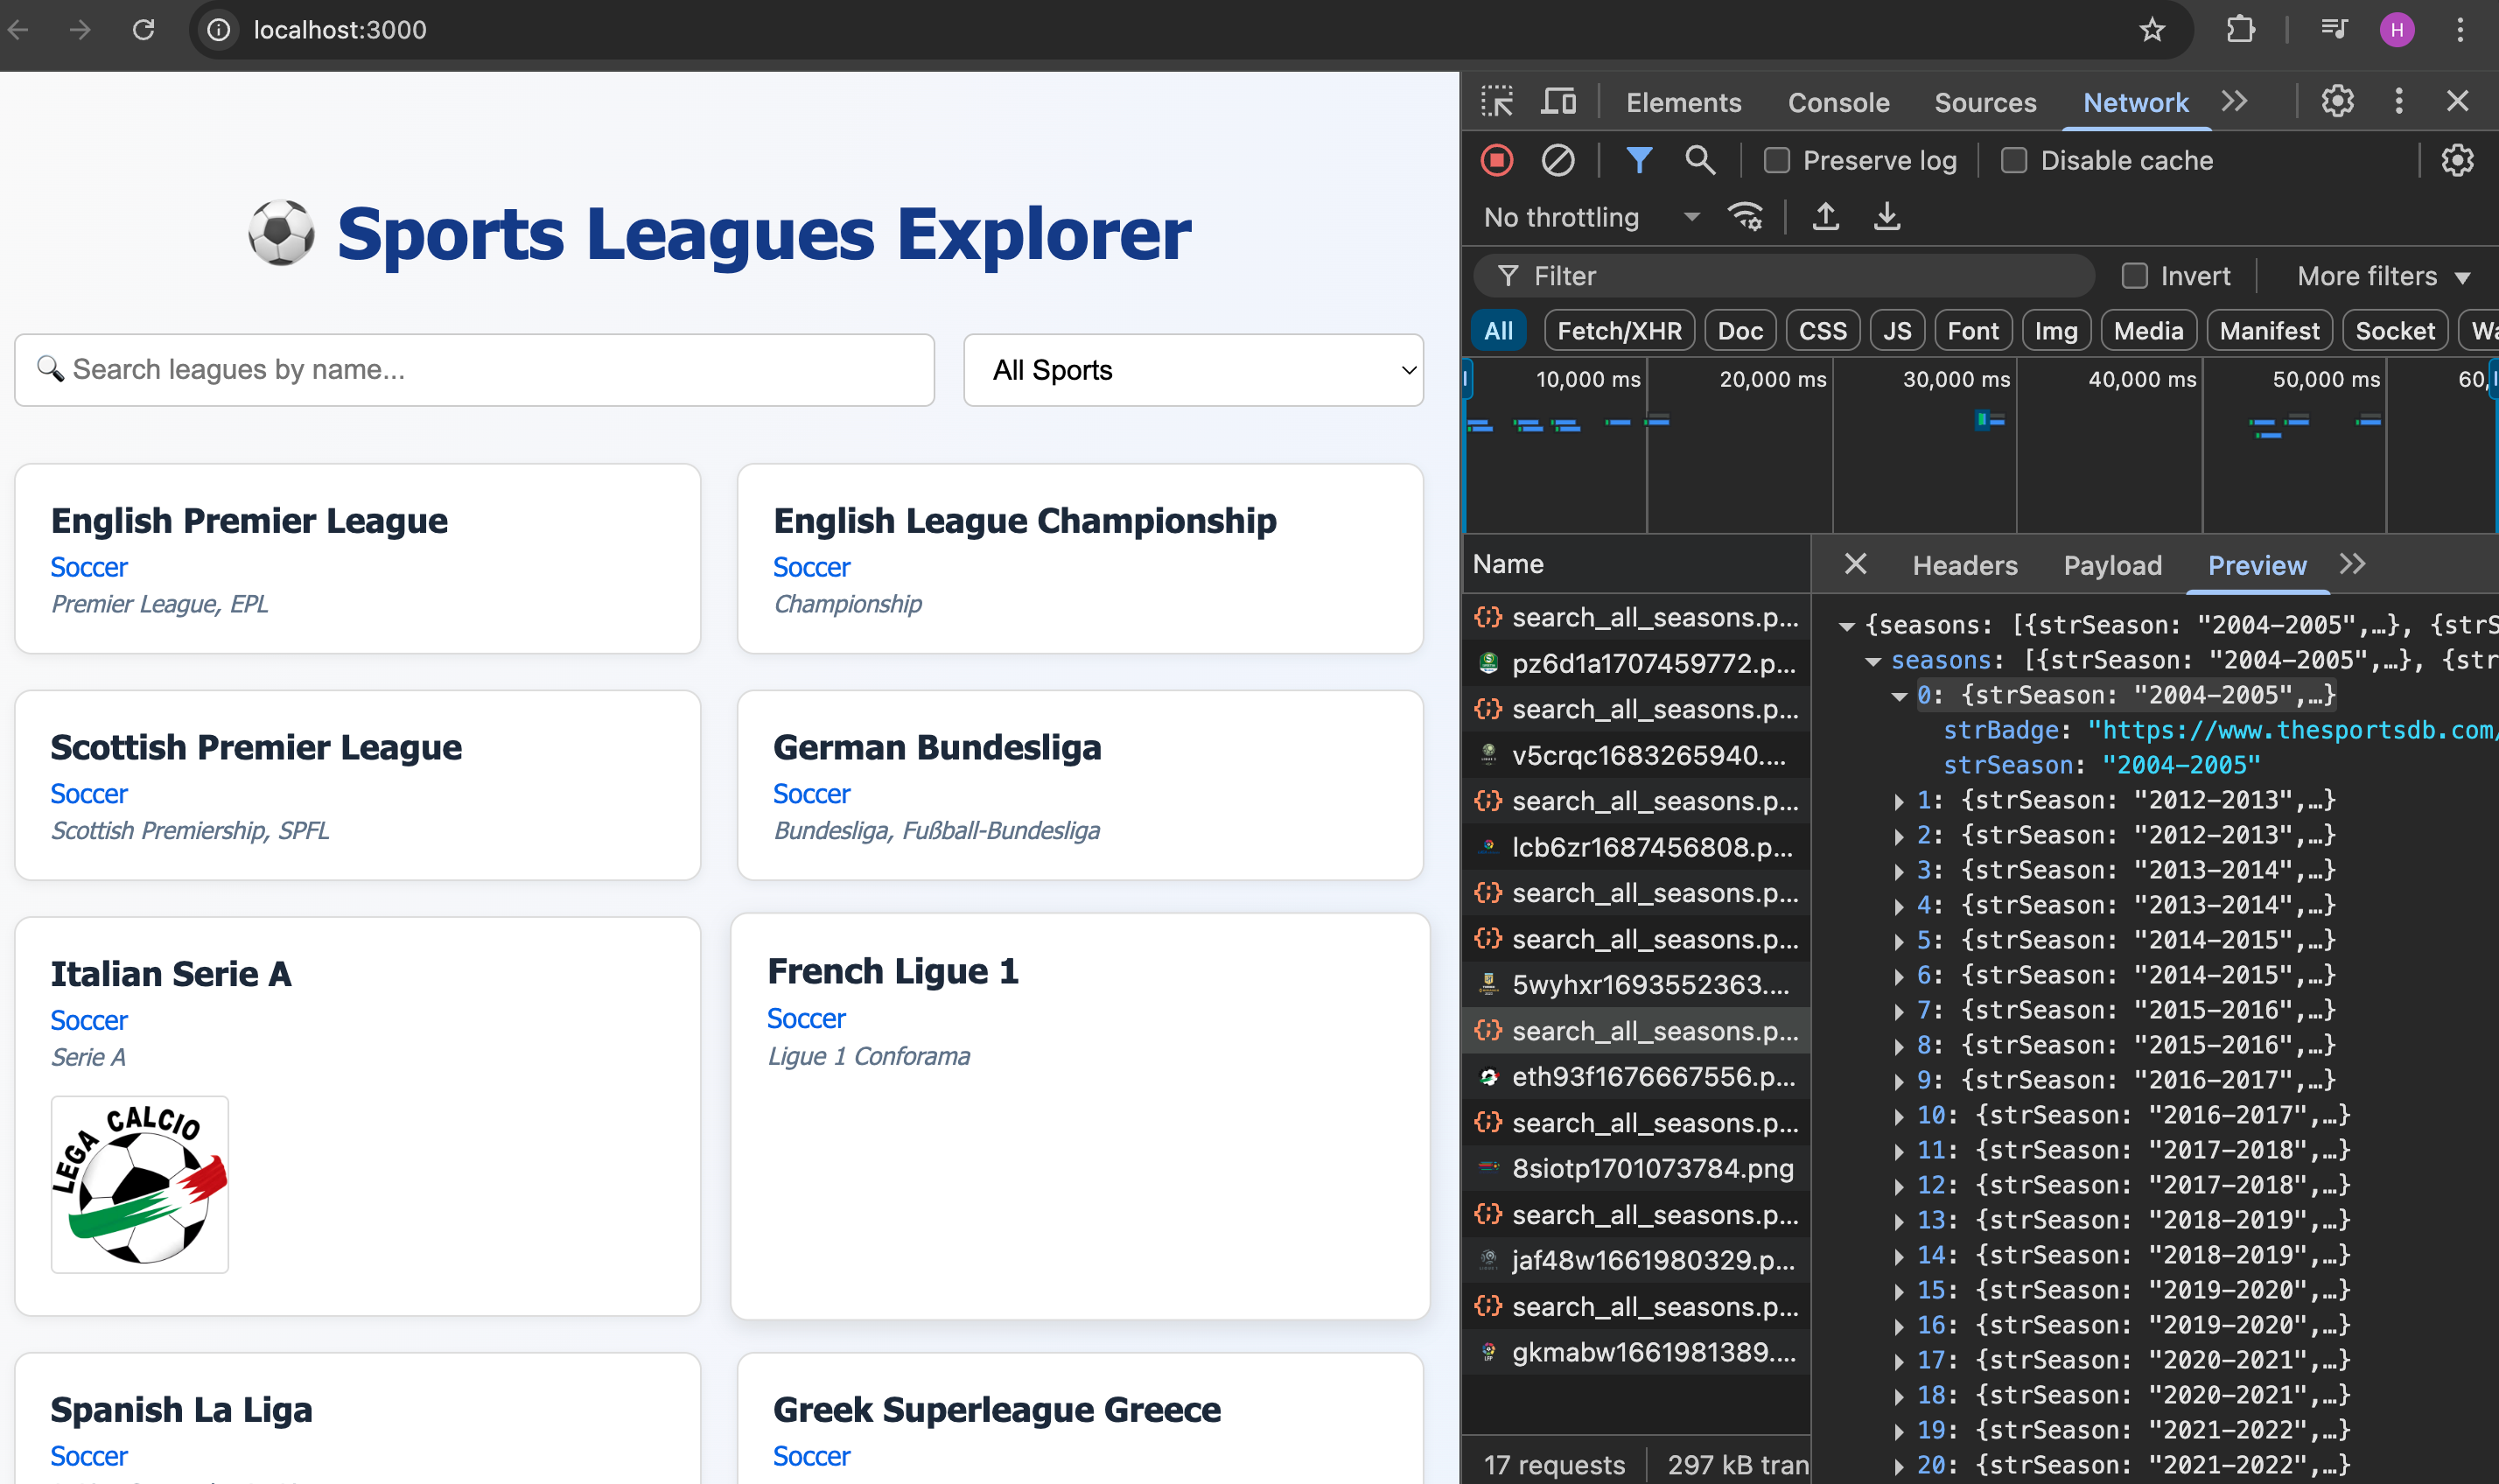 localhost:3000
H
Sports Leagues Explorer
Search leagues by name...
All Sports
English Premier League
Soccer
Premier League, EPL
English League Championship
Soccer
Championship
Scottish Premier League
Soccer
Scottish Premiership, SPFL
German Bundesliga
Soccer
Bundesliga, Fußball-Bundesliga
Italian Serie A
Soccer
Serie A
LEGA CALCIO
French Ligue 1
Soccer
Ligue 1 Conforama
Spanish La Liga
Soccer
Greek Superleague Greece
Soccer
Elements Console Sources Network
Preserve log Disable cache
No throttling
Filter Invert More filters
All Fetch/XHR Doc CSS JS Font Img Media Manifest Socket Wa
10,000 ms 20,000 ms 30,000 ms 40,000 ms 50,000 ms 60,
Name
search_all_seasons.p...
pz6d1a1707459772.p...
search_all_seasons.p...
v5crqc1683265940....
search_all_seasons.p...
lcb6zr1687456808.p...
search_all_seasons.p...
search_all_seasons.p...
5wyhxr1693552363....
search_all_seasons.p...
eth93f1676667556.p...
search_all_seasons.p...
8siotp1701073784.png
search_all_seasons.p...
jaf48w1661980329.p...
search_all_seasons.p...
gkmabw1661981389....
17 requests 297 kB tran
Headers Payload Preview
{seasons: [{strSeason: "2004-2005",…}, {strS
seasons: [{strSeason: "2004-2005",…}, {str
0: {strSeason: "2004-2005",…}
strBadge: "https://www.thesportsdb.com/
strSeason: "2004-2005"
1: {strSeason: "2012-2013",…}
2: {strSeason: "2012-2013",…}
3: {strSeason: "2013-2014",…}
4: {strSeason: "2013-2014",…}
5: {strSeason: "2014-2015",…}
6: {strSeason: "2014-2015",…}
7: {strSeason: "2015-2016",…}
8: {strSeason: "2015-2016",…}
9: {strSeason: "2016-2017",…}
10: {strSeason: "2016-2017",…}
11: {strSeason: "2017-2018",…}
12: {strSeason: "2017-2018",…}
13: {strSeason: "2018-2019",…}
14: {strSeason: "2018-2019",…}
15: {strSeason: "2019-2020",…}
16: {strSeason: "2019-2020",…}
17: {strSeason: "2020-2021",…}
18: {strSeason: "2020-2021",…}
19: {strSeason: "2021-2022",…}
20: {strSeason: "2021-2022",…}